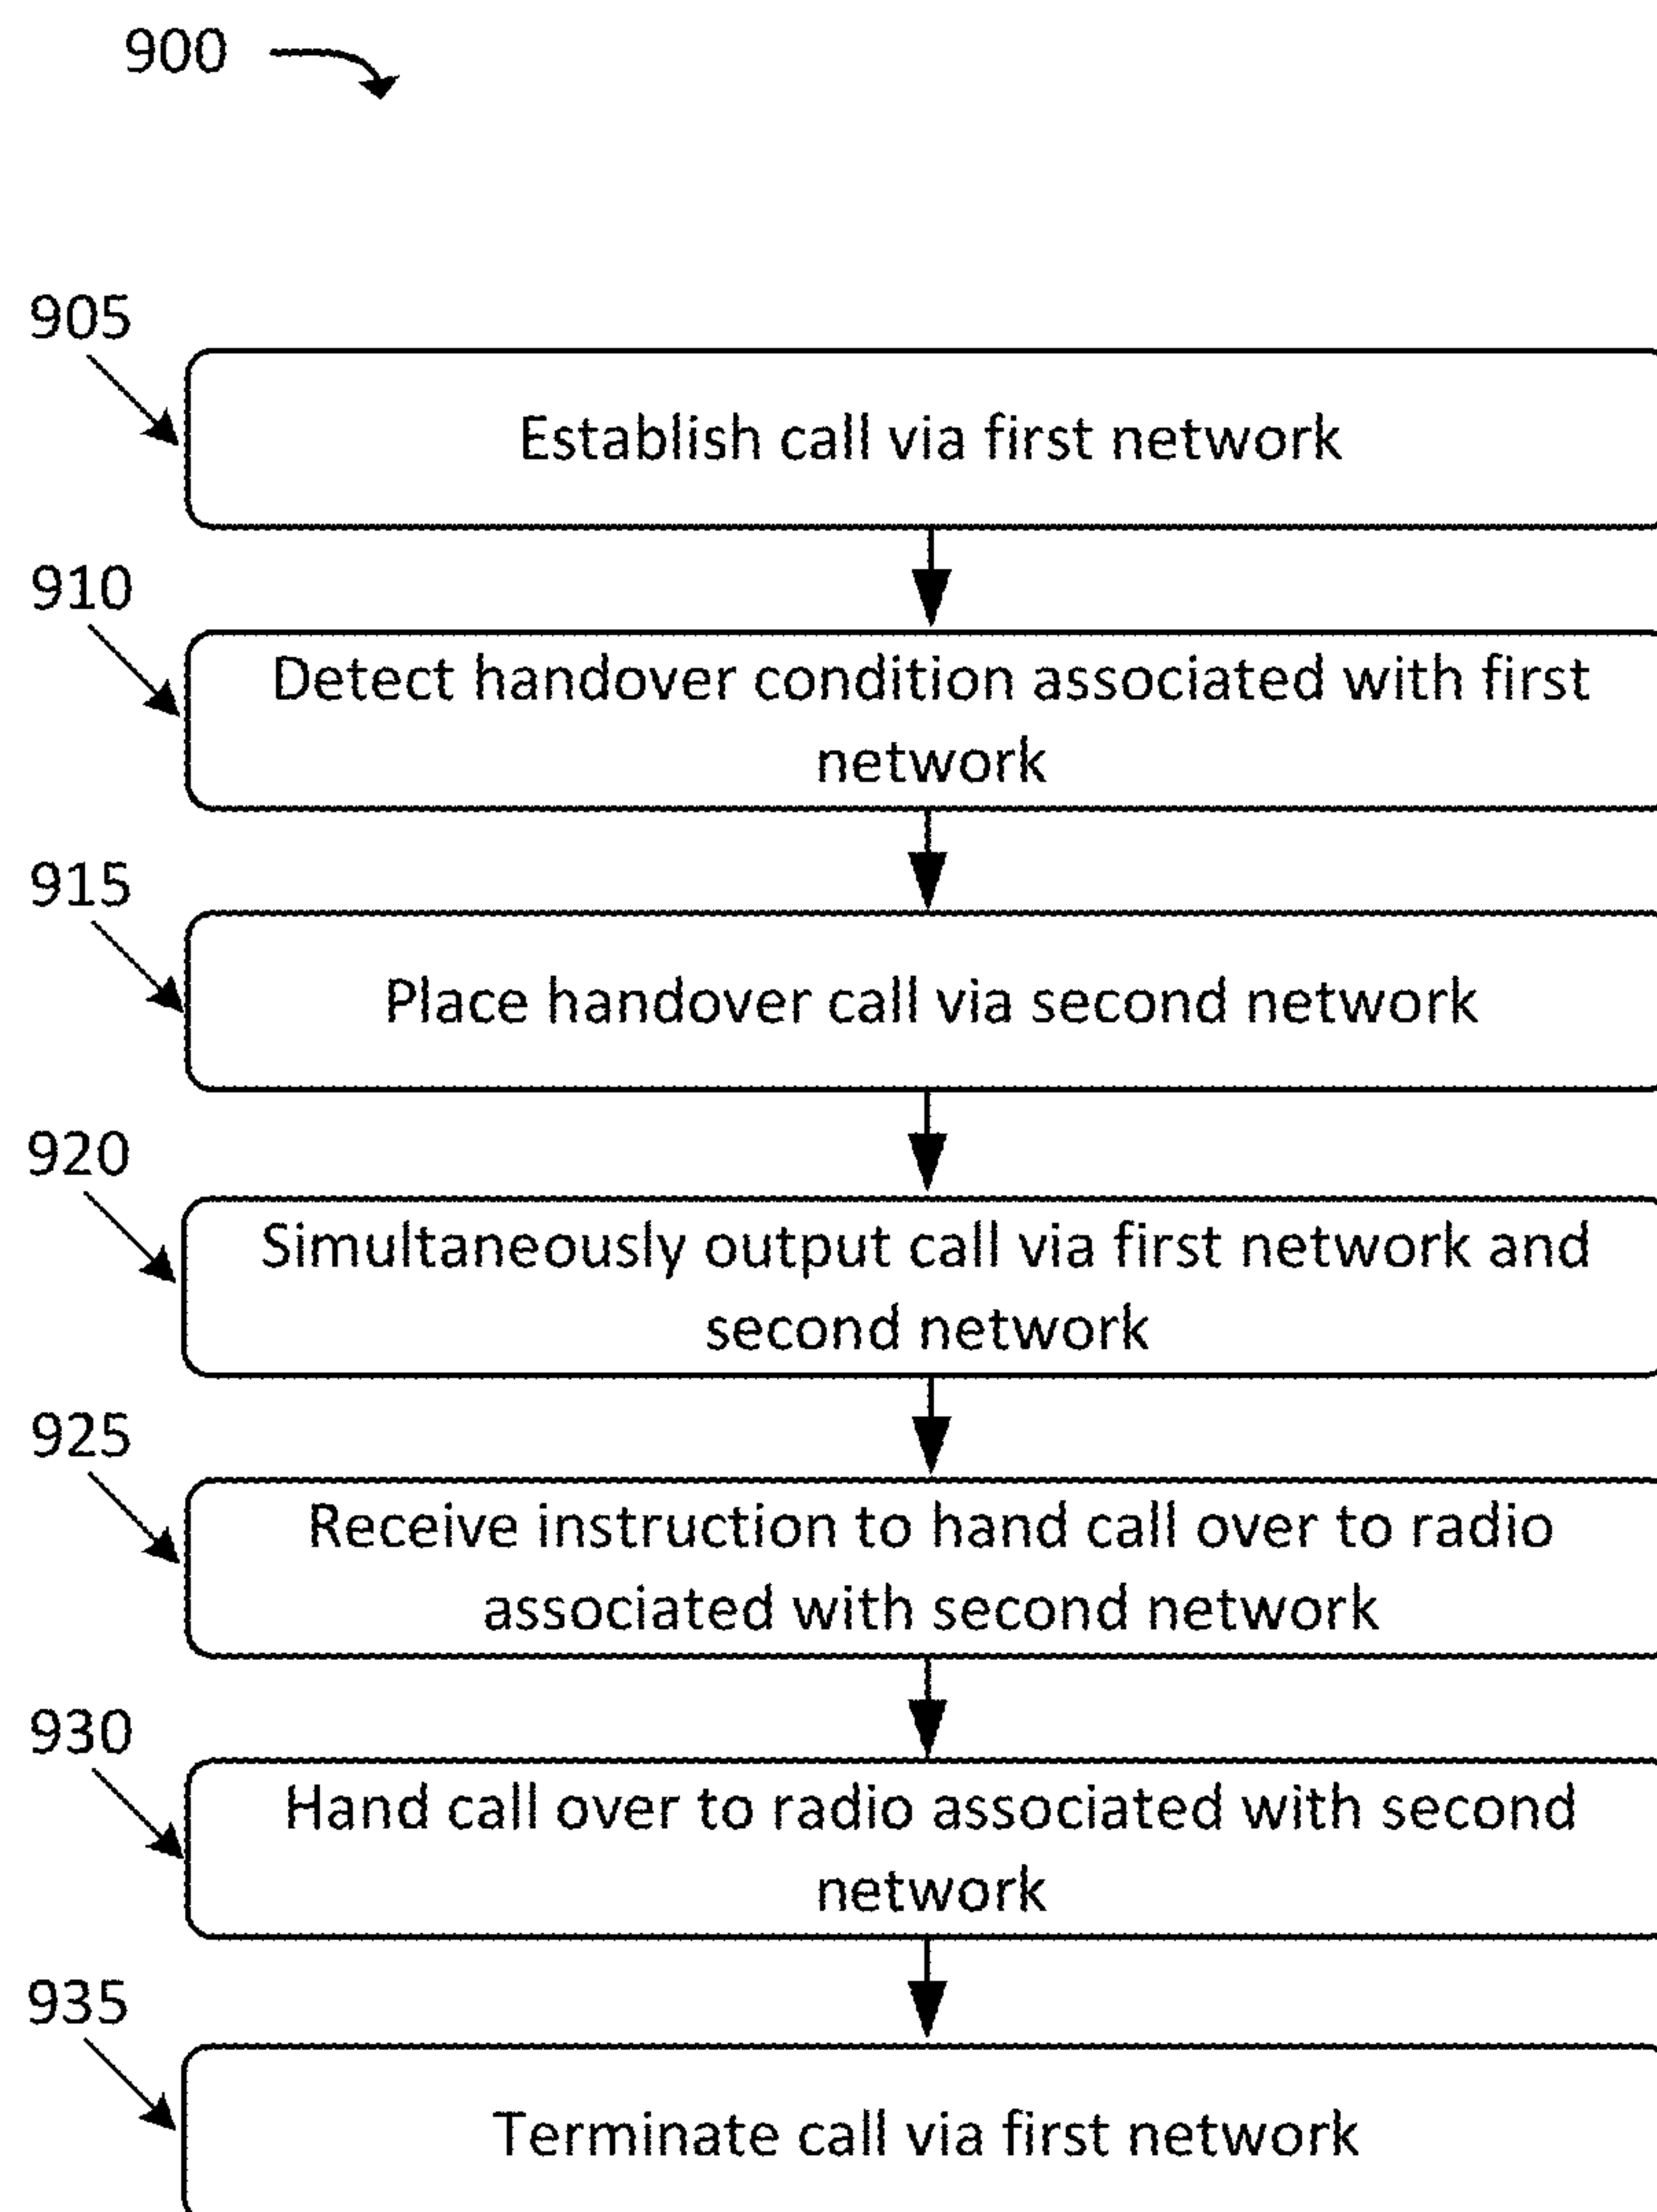 900
905
Establish call via first network
910
Detect handover condition associated with first
network
915
Place handover call via second network
920
Simultaneously output call via first network and
second network
925
Receive instruction to hand call over to radio
associated with second network
930
Hand call over to radio associated with second
network
935
Terminate call via first network